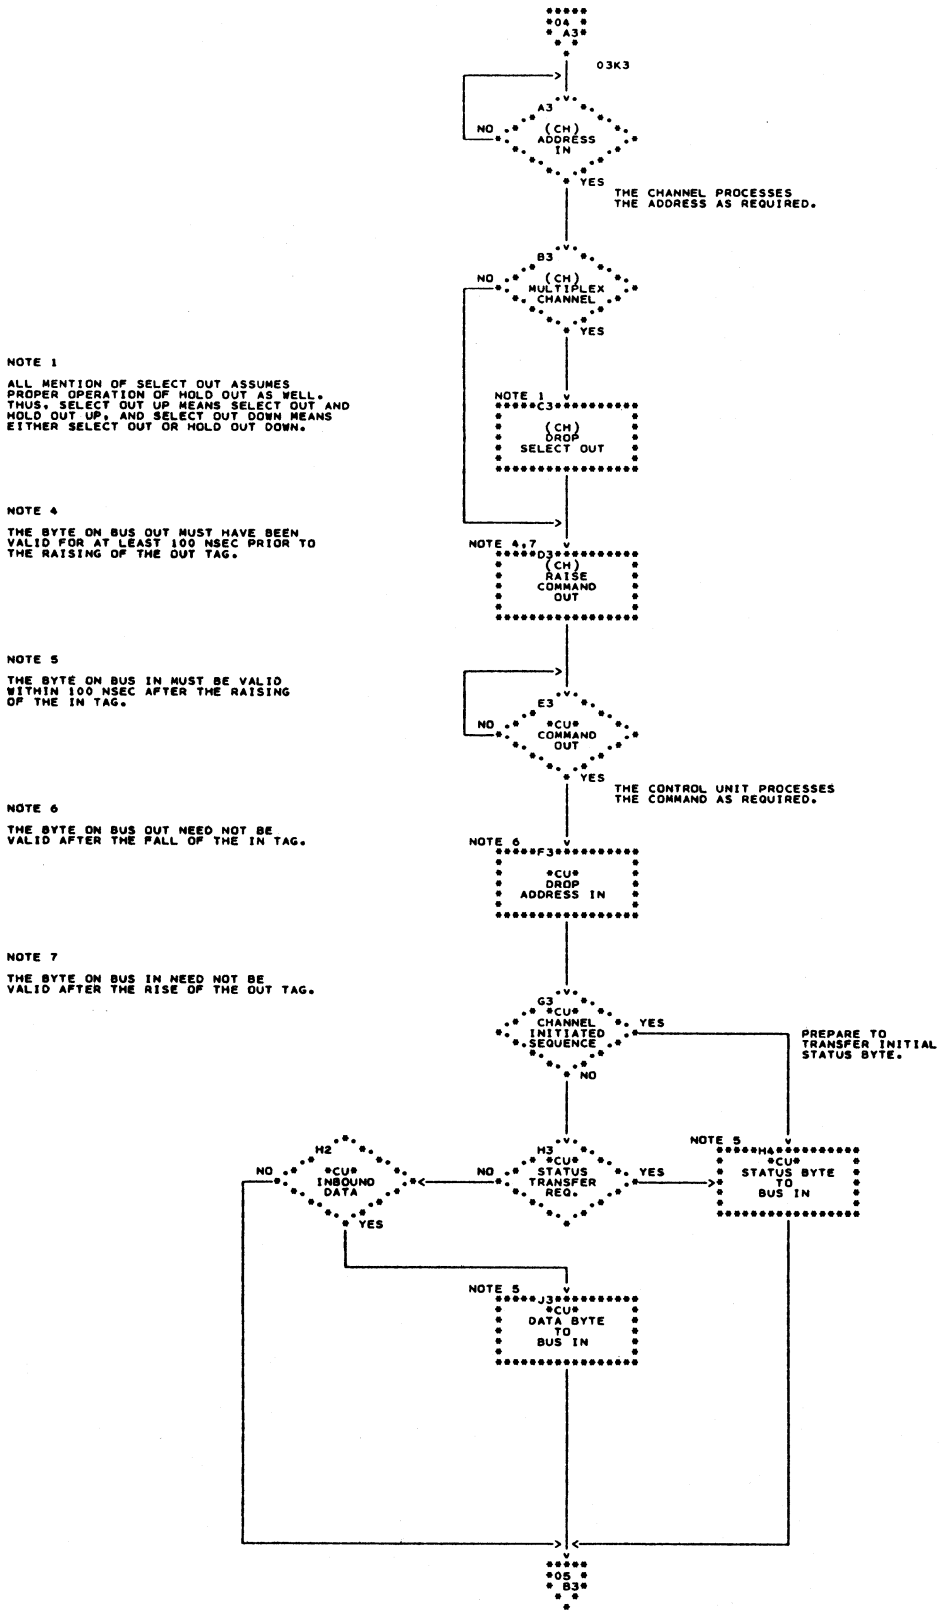 04
A3
03K3
A3
NO
(CH)
ADDRESS
IN
YES
THE CHANNEL PROCESSES
THE ADDRESS AS REQUIRED.
B3
NO
(CH)
MULTIPLEX
CHANNEL
YES
NOTE 1
ALL MENTION OF SELECT OUT ASSUMES
PROPER OPERATION OF HOLD OUT AS WELL.
THUS, SELECT OUT UP MEANS SELECT OUT AND
HOLD OUT UP, AND SELECT OUT DOWN MEANS
EITHER SELECT OUT OR HOLD OUT DOWN.
NOTE 1
C3
(CH)
DROP
SELECT OUT
NOTE 4
THE BYTE ON BUS OUT MUST HAVE BEEN
VALID FOR AT LEAST 100 NSEC PRIOR TO
THE RAISING OF THE OUT TAG.
NOTE 4,7
D3
(CH)
RAISE
COMMAND
OUT
NOTE 5
THE BYTE ON BUS IN MUST BE VALID
WITHIN 100 NSEC AFTER THE RAISING
OF THE IN TAG.
E3
NO
*CU*
COMMAND
OUT
YES
THE CONTROL UNIT PROCESSES
THE COMMAND AS REQUIRED.
NOTE 6
THE BYTE ON BUS OUT NEED NOT BE
VALID AFTER THE FALL OF THE IN TAG.
NOTE 6
F3
*CU*
DROP
ADDRESS IN
NOTE 7
THE BYTE ON BUS IN NEED NOT BE
VALID AFTER THE RISE OF THE OUT TAG.
G3
*CU*
CHANNEL
INITIATED
SEQUENCE
YES
NO
PREPARE TO
TRANSFER INITIAL
STATUS BYTE.
H2
NO
*CU*
INBOUND
DATA
YES
H3
NO
*CU*
STATUS
TRANSFER
REQ.
YES
NOTE 5
H4
*CU*
STATUS BYTE
TO
BUS IN
NOTE 5
J3
*CU*
DATA BYTE
TO
BUS IN
05
B3